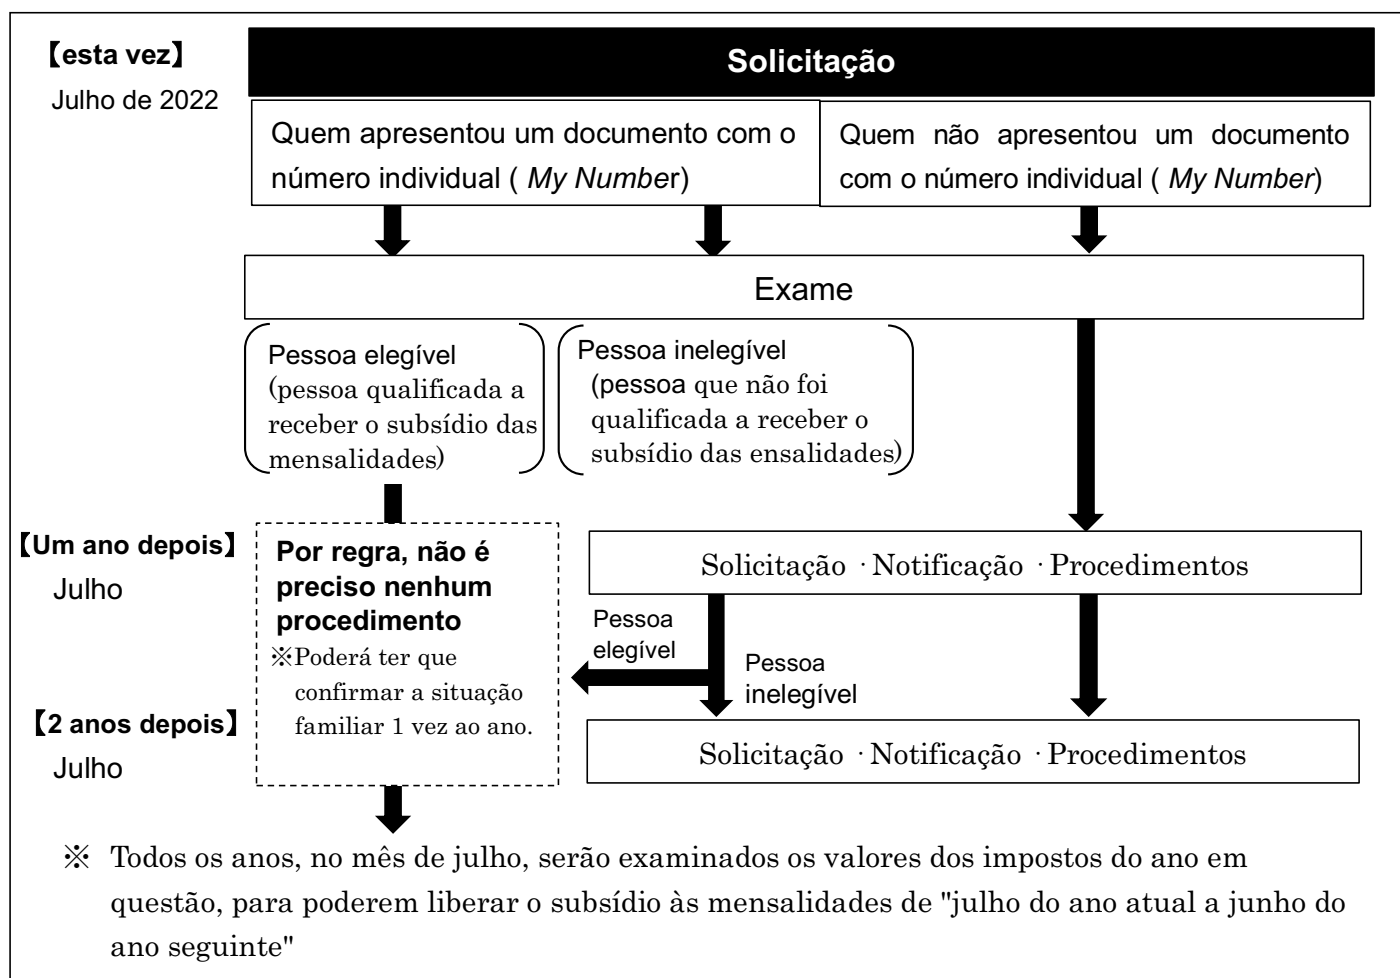 【esta vez】
Julho de 2022
Solicitação
Quem apresentou um documento com o
número individual ( My Number)
Quem não apresentou um documento
com o número individual ( My Number)
Exame
Pessoa elegível
(pessoa qualificada a
receber o subsídio das
mensalidades)
Pessoa inelegível
(pessoa que não foi
qualificada a receber o
subsídio das ensalidades)
【Um ano depois】
Julho
Por regra, não é
preciso nenhum
procedimento
※Poderá ter que
confirmar a situação
familiar 1 vez ao ano.
Solicitação ･Notificação ･Procedimentos
Pessoa
elegível
Pessoa
inelegível
【2 anos depois】
Julho
Solicitação ･Notificação ･Procedimentos
※ Todos os anos, no mês de julho, serão examinados os valores dos impostos do ano em
questão, para poderem liberar o subsídio às mensalidades de "julho do ano atual a junho do
ano seguinte"